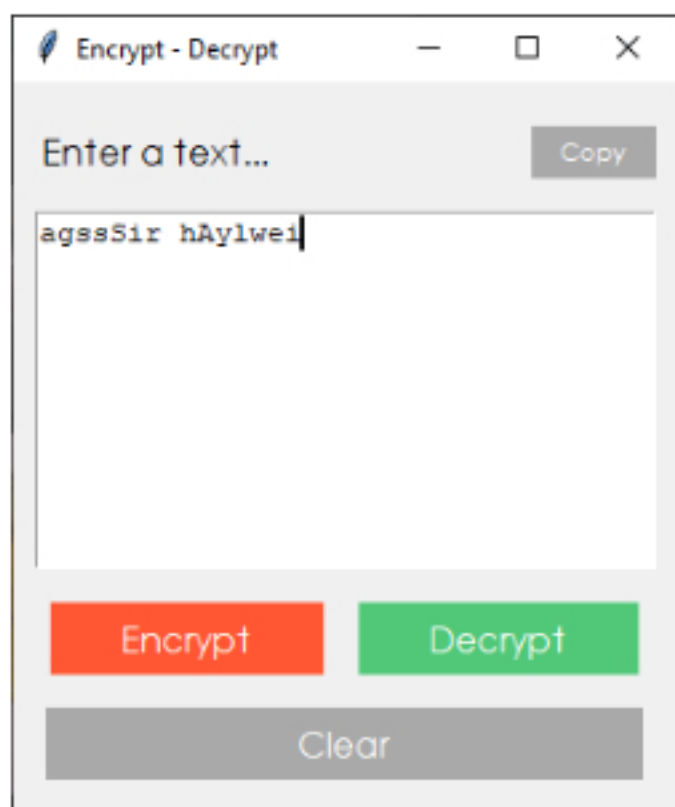 Encrypt - Decrypt
Enter a text...
Copy
agssSir hAylwei
Encrypt
Decrypt
Clear